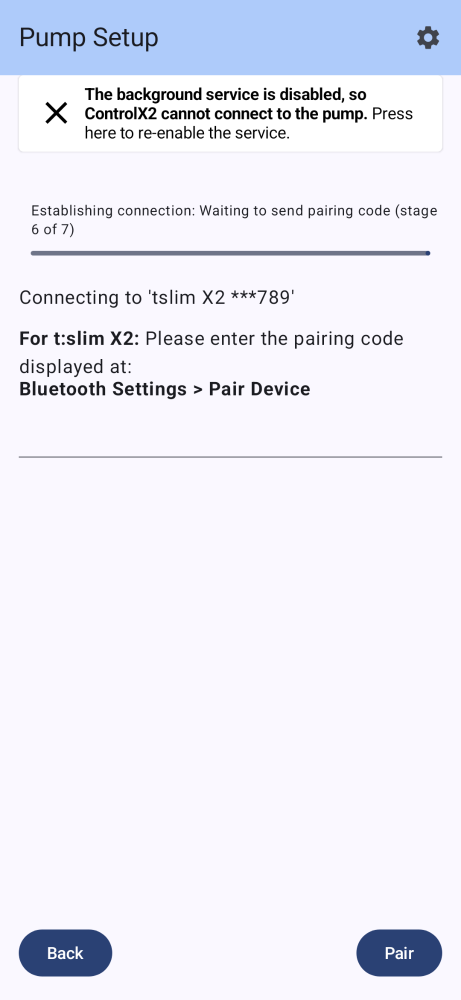 Pump Setup
The background service is disabled, so
ControlX2 cannot connect to the pump. Press
here to re-enable the service.
Establishing connection: Waiting to send pairing code (stage
6 of 7)
Connecting to 'tslim X2 ***789'
For t:slim X2: Please enter the pairing code
displayed at:
Bluetooth Settings > Pair Device
Back
Pair